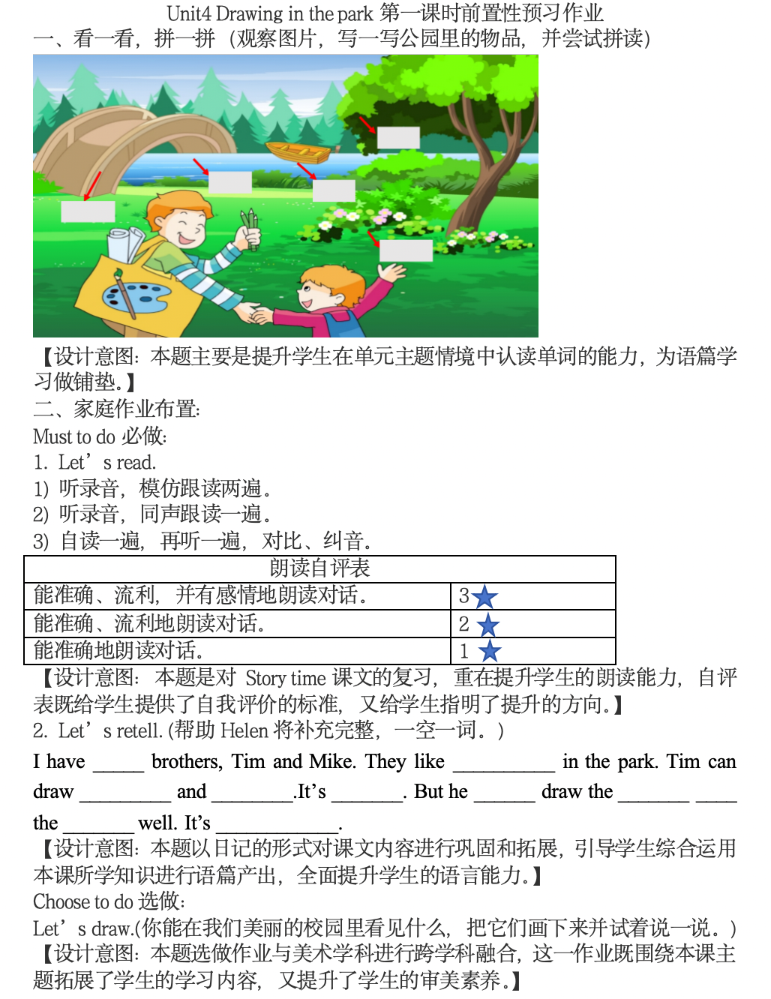 Unit4 Drawing in the park 第一课时前置性预习作业
一、看一看，拼一拼（观察图片，写一写公园里的物品，并尝试拼读）
【设计意图：本题主要是提升学生在单元主题情境中认读单词的能力，为语篇学
习做铺垫。】
二、家庭作业布置：
Must to do 必做：
1. Let’s read.
1) 听录音，模仿跟读两遍。
2) 听录音，同声跟读一遍。
3) 自读一遍，再听一遍，对比、纠音。
朗读自评表
能准确、流利，并有感情地朗读对话。 3★
能准确、流利地朗读对话。 2★
能准确地朗读对话。 1★
【设计意图：本题是对 Story time 课文的复习，重在提升学生的朗读能力，自评
表既给学生提供了自我评价的标准，又给学生指明了提升的方向。】
2. Let’s retell. (帮助 Helen 将补充完整，一空一词。)
I have _____ brothers, Tim and Mike. They like __________ in the park. Tim can
draw _________ and ________.It’s _______. But he ______ draw the _______ ____
the _______ well. It’s ____________.
【设计意图：本题以日记的形式对课文内容进行巩固和拓展，引导学生综合运用
本课所学知识进行语篇产出，全面提升学生的语言能力。】
Choose to do 选做：
Let’s draw.(你能在我们美丽的校园里看见什么，把它们画下来并试着说一说。)
【设计意图：本题选做作业与美术学科进行跨学科融合，这一作业既围绕本课主
题拓展了学生的学习内容，又提升了学生的审美素养。】